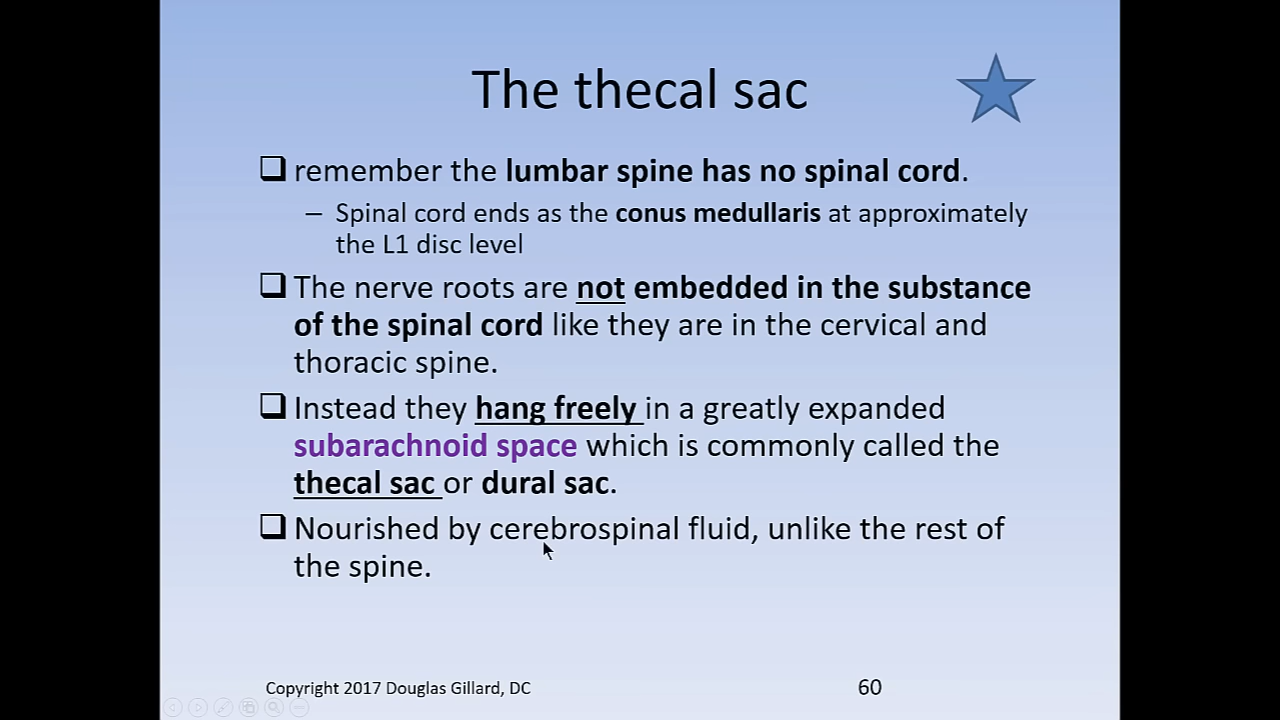 The thecal sac
remember the lumbar spine has no spinal cord.
– Spinal cord ends as the conus medullaris at approximately
the L1 disc level
The nerve roots are not embedded in the substance
of the spinal cord like they are in the cervical and
thoracic spine.
Instead they hang freely in a greatly expanded
subarachnoid space which is commonly called the
thecal sac or dural sac.
Nourished by cerebrospinal fluid, unlike the rest of
the spine.
Copyright 2017 Douglas Gillard, DC
60